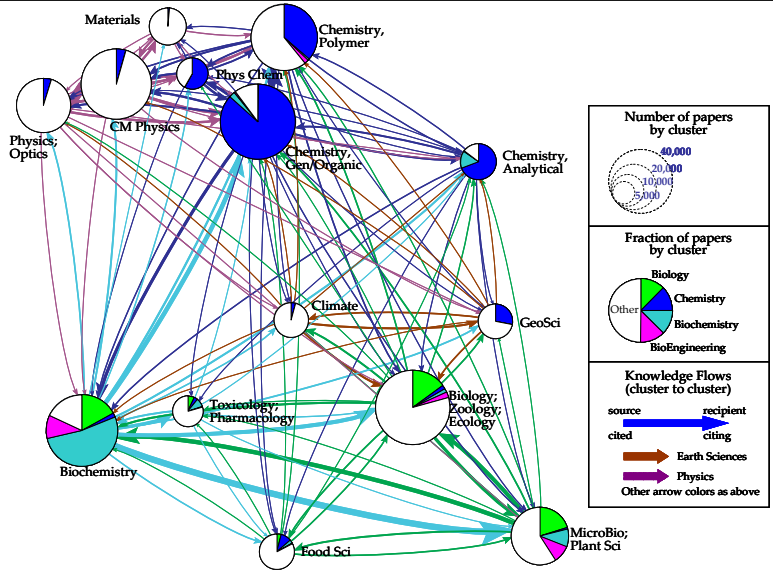 Materials
Chemistry,
Polymer
Phys Chem
CM Physics
Physics;
Optics
Chemistry,
Gen/Organic
Chemistry,
Analytical
Climate
GeoSci
Toxicology;
Pharmacology
Biology;
Zoology;
Ecology
Biochemistry
Food Sci
MicroBio;
Plant Sci
Number of papers
by cluster
40,000
20,000
10,000
5,000
Fraction of papers
by cluster
Biology
Other
Chemistry
Biochemistry
BioEngineering
Knowledge Flows
(cluster to cluster)
source recipient
cited citing
Earth Sciences
Physics
Other arrow colors as above